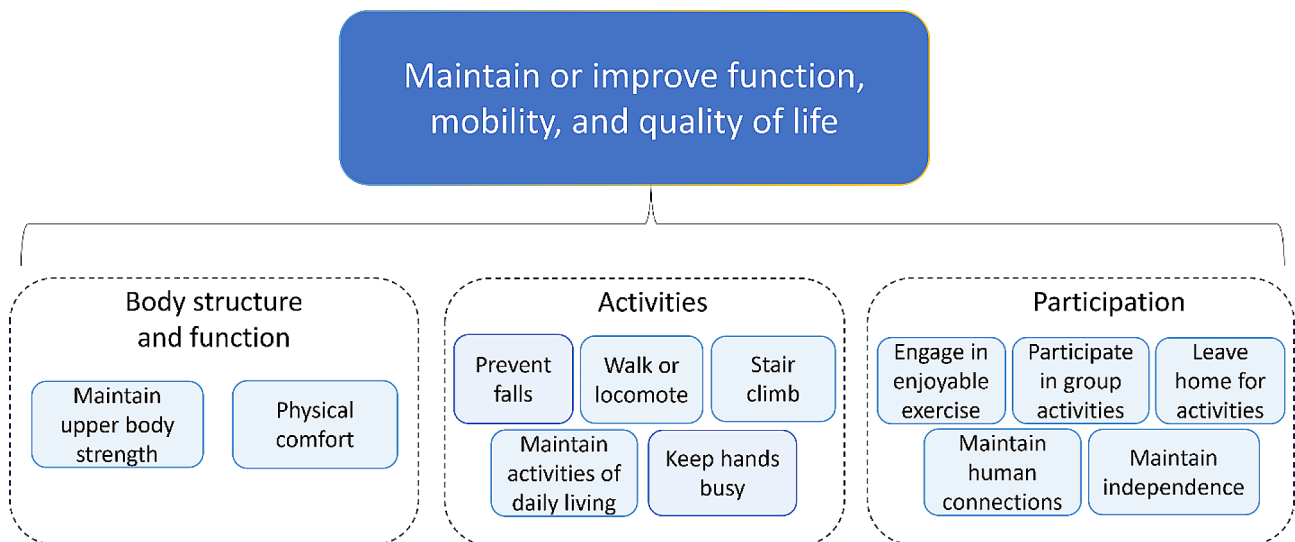 Maintain or improve function,
mobility, and quality of life
Body structure
and function
Maintain
upper body
strength
Physical
comfort
Activities
Prevent
falls
Walk or
locomote
Stair
climb
Maintain
activities of
daily living
Keep hands
busy
Participation
Engage in
enjoyable
exercise
Participate
in group
activities
Leave
home for
activities
Maintain
human
connections
Maintain
independence